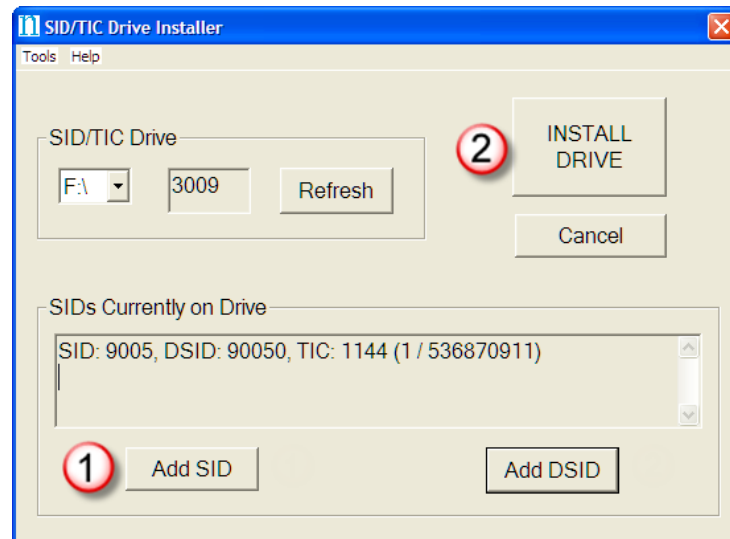 SID/TIC Drive Installer
Tools Help
SID/TIC Drive
F:\ 3009 Refresh
2
INSTALL
DRIVE
Cancel
SIDs Currently on Drive
SID: 9005, DSID: 90050, TIC: 1144 (1 / 536870911)
1
Add SID
Add DSID